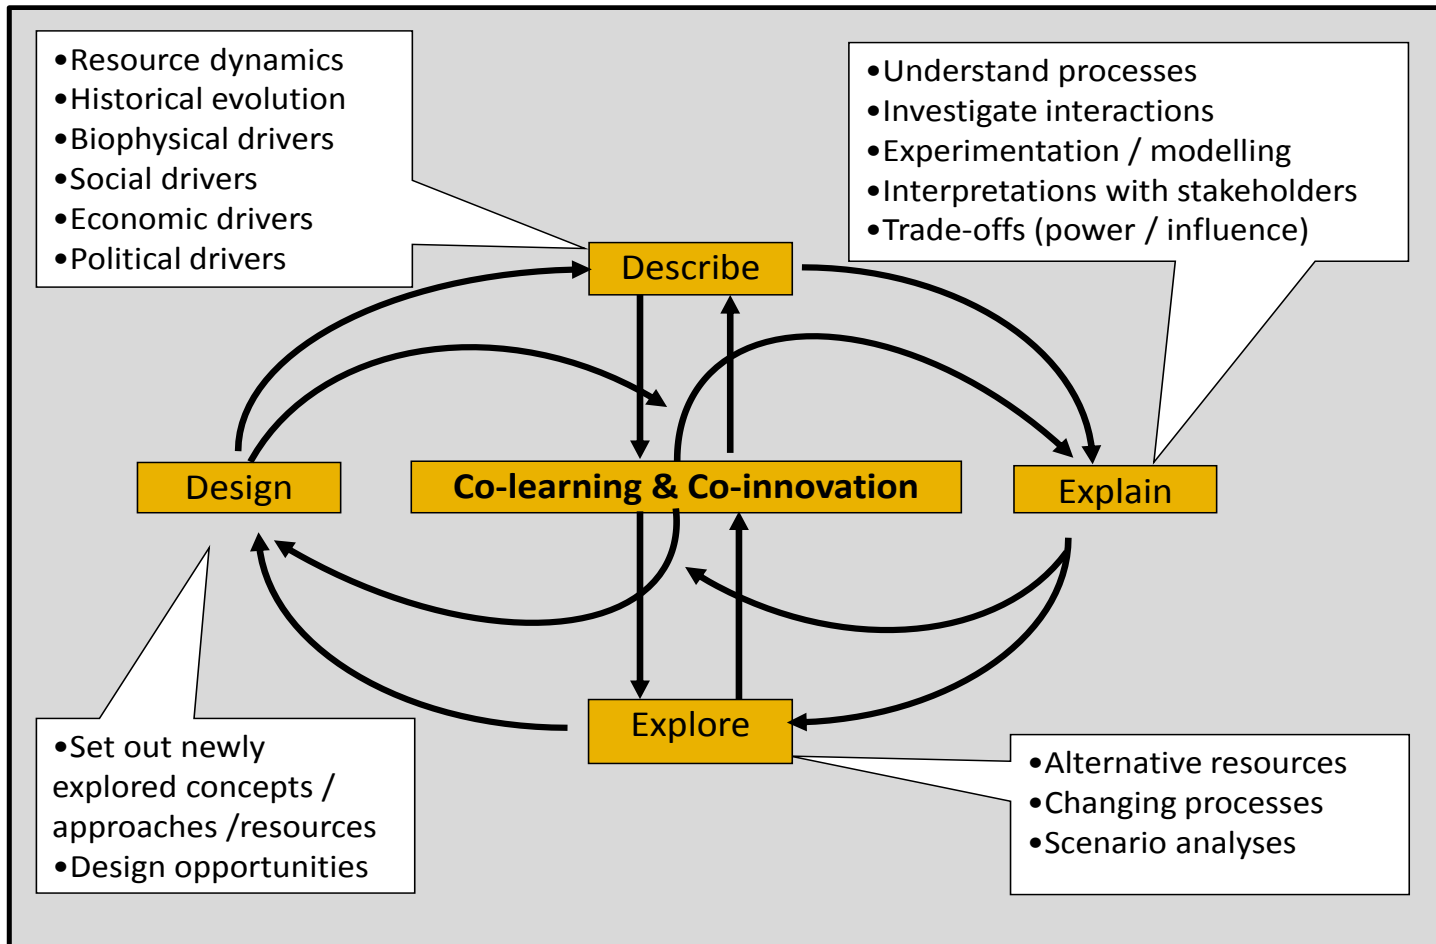 •Resource dynamics
•Historical evolution
•Biophysical drivers
•Social drivers
•Economic drivers
•Political drivers
•Understand processes
•Investigate interactions
•Experimentation / modelling
•Interpretations with stakeholders
•Trade-offs (power / influence)
Describe
Design
Co-learning & Co-innovation
Explain
Explore
•Set out newly
explored concepts /
approaches /resources
•Design opportunities
•Alternative resources
•Changing processes
•Scenario analyses